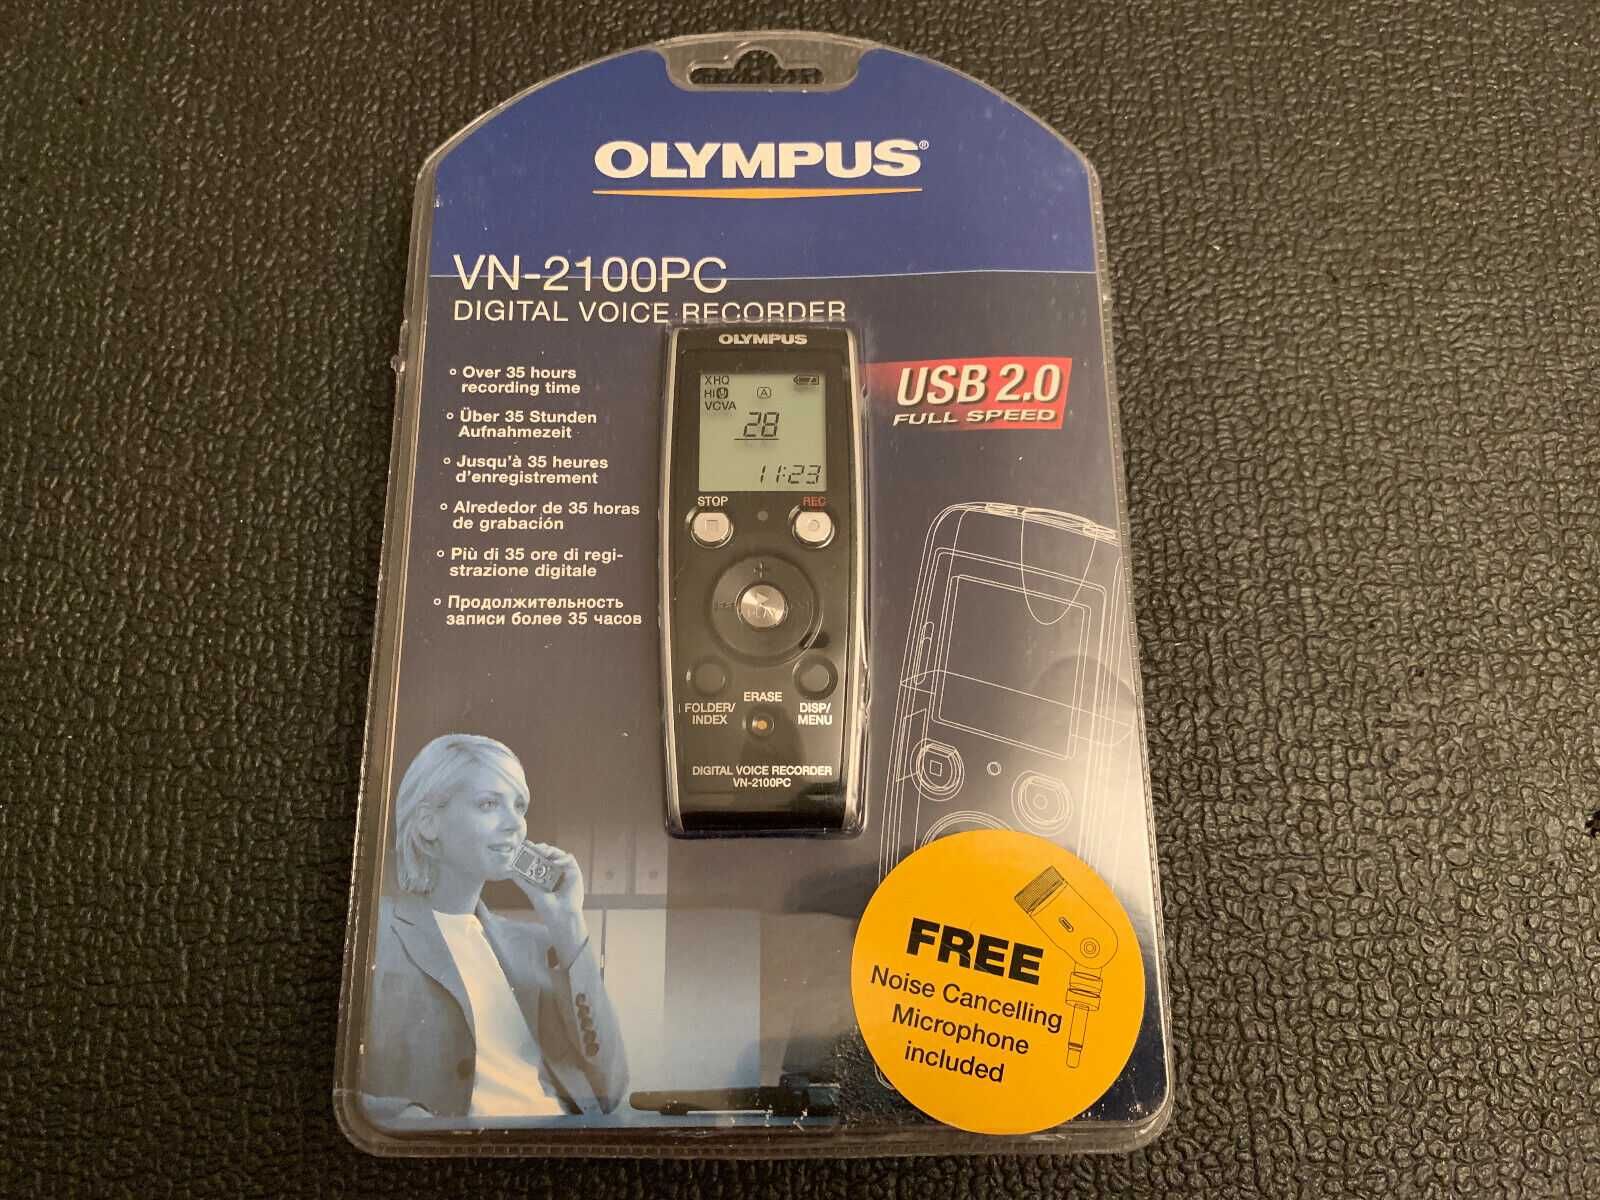 OLYMPUS®
VN-2100PC
DIGITAL VOICE RECORDER
Over 35 hours
recording time
Über 35 Stunden
Aufnahmezeit
Jusqu'à 35 heures
d'enregistrement
Alrededor de 35 horas
de grabación
Più di 35 ore di regi-
strazione digitale
Продолжительность
записи более 35 часов
OLYMPUS
XHQ
HI A
VCVA
28
11:23
STOP REC
+
PLAY
FOLDER/
INDEX
ERASE
DISP/
MENU
DIGITAL VOICE RECORDER
VN-2100PC
USB 2.0
FULL SPEED
FREE
Noise Cancelling
Microphone
included